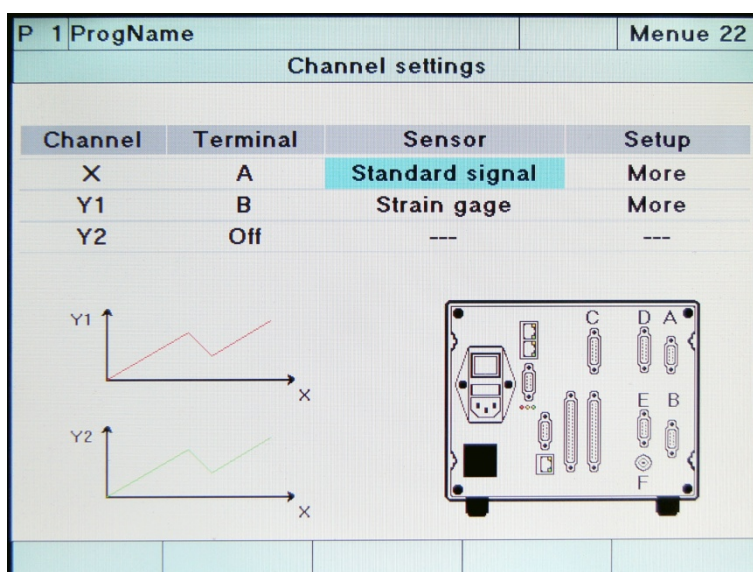 P 1 ProgName Menue 22
Channel settings
Channel Terminal Sensor Setup
X A Standard signal More
Y1 B Strain gage More
Y2 Off --- ---
Y1
X
Y2
X
C D A
E B
F